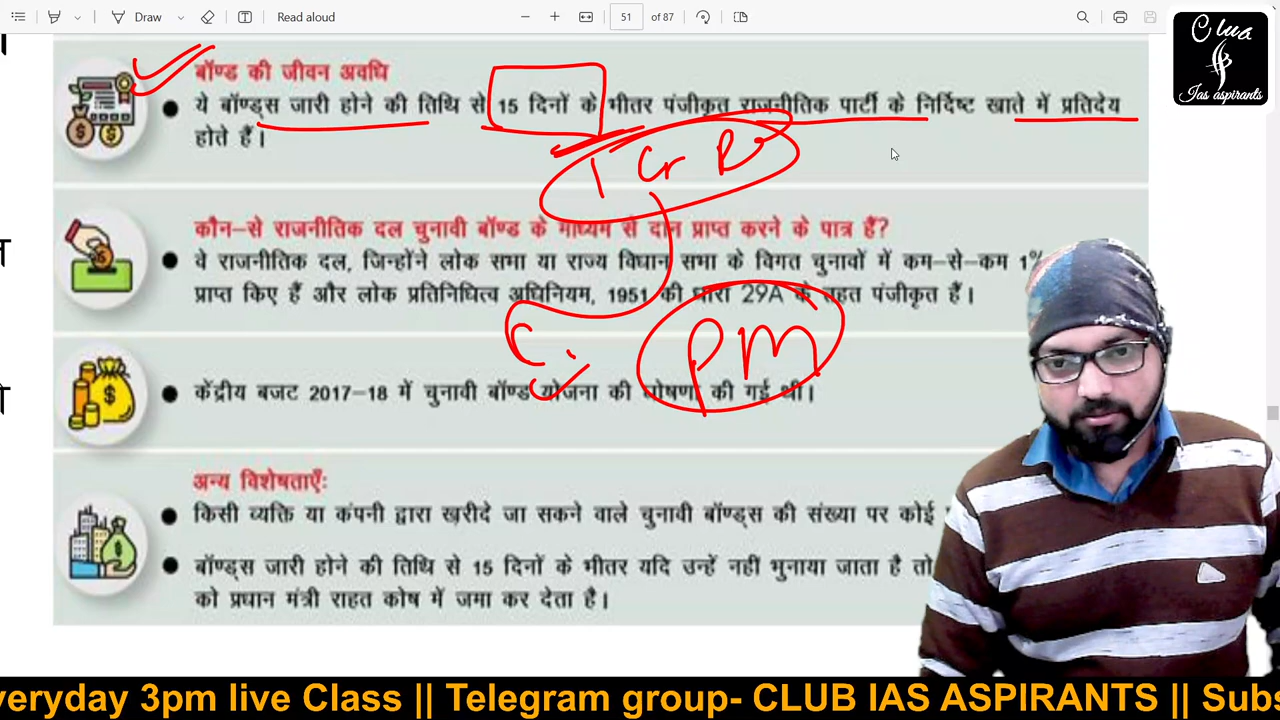 Draw
Read aloud
51
of 87
Club
Ias aspirants
बॉण्ड की जीवन अवधि
ये बॉण्ड्स जारी होने की तिथि से 15 दिनों के भीतर पंजीकृत राजनीतिक पार्टी के निर्दिष्ट खाते में प्रतिदेय
होते हैं।
1 Cr Rs
कौन-से राजनीतिक दल चुनावी बॉण्ड के माध्यम से दान प्राप्त करने के पात्र हैं?
वे राजनीतिक दल, जिन्होंने लोक सभा या राज्य विधान सभा के विगत चुनावों में कम-से-कम 1%
प्राप्त किए हैं और लोक प्रतिनिधित्व अधिनियम, 1951 की धारा 29A के तहत पंजीकृत हैं।
PM
केंद्रीय बजट 2017-18 में चुनावी बॉण्ड योजना की घोषणा की गई थी।
अन्य विशेषताएँः
किसी व्यक्ति या कंपनी द्वारा ख़रीदे जा सकने वाले चुनावी बॉण्ड्स की संख्या पर कोई
बॉण्ड्स जारी होने की तिथि से 15 दिनों के भीतर यदि उन्हें नहीं भुनाया जाता है तो
को प्रधान मंत्री राहत कोष में जमा कर देता है।
veryday 3pm live Class || Telegram group- CLUB IAS ASPIRANTS || Subs